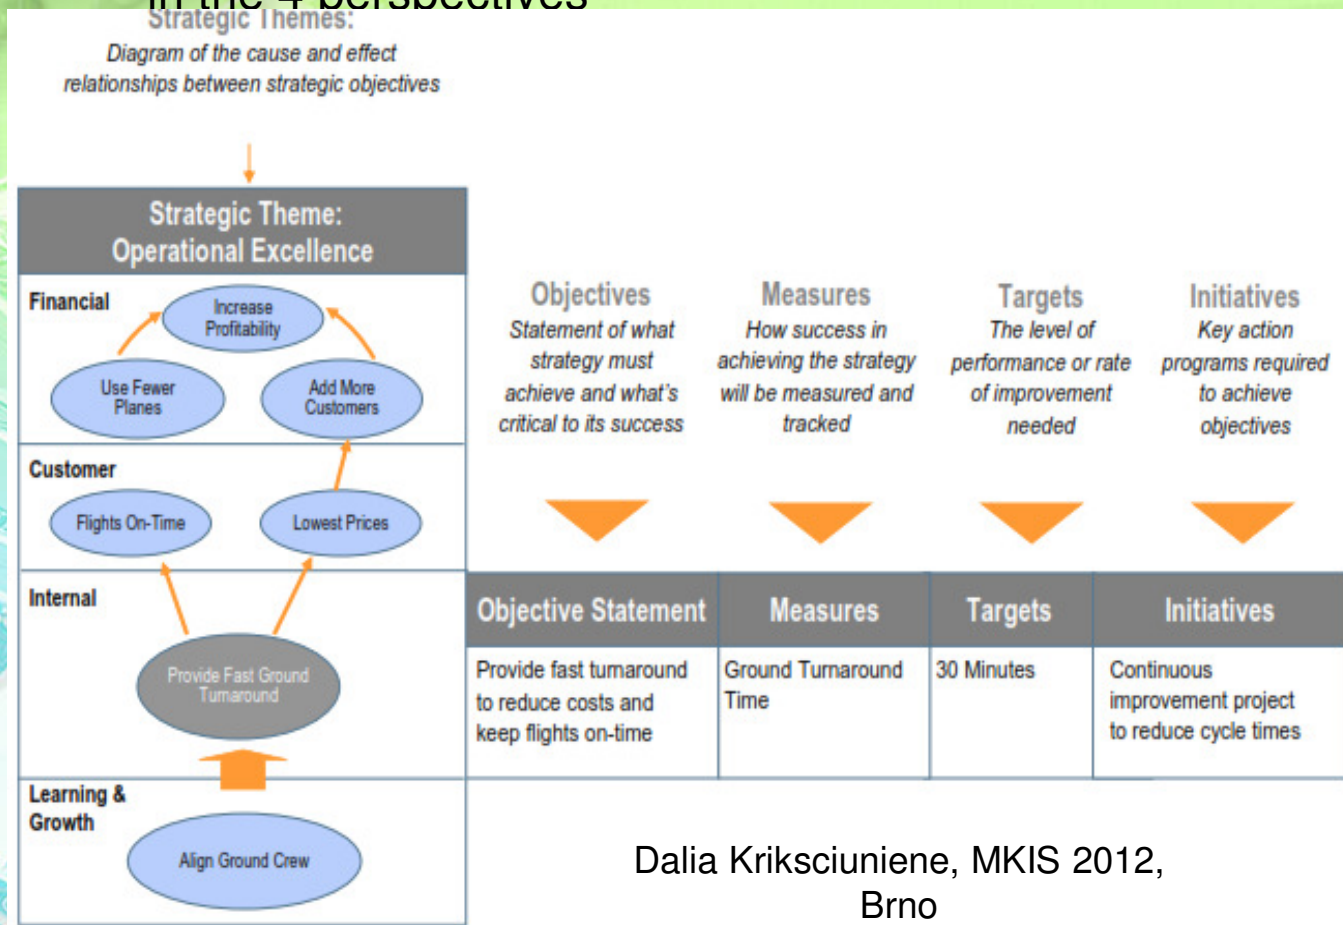 in the 4 perspectives
Strategic Themes:
Diagram of the cause and effect
relationships between strategic objectives
Strategic Theme:
Operational Excellence
Financial
Increase
Profitability
Use Fewer
Planes
Add More
Customers
Customer
Flights On-Time
Lowest Prices
Internal
Provide Fast Ground
Turnaround
Learning &
Growth
Align Ground Crew
Objectives
Statement of what
strategy must
achieve and what's
critical to its success
Measures
How success in
achieving the strategy
will be measured and
tracked
Targets
The level of
performance or rate
of improvement
needed
Initiatives
Key action
programs required
to achieve
objectives
Objective Statement
Measures
Targets
Initiatives
Provide fast turnaround
to reduce costs and
keep flights on-time
Ground Turnaround
Time
30 Minutes
Continuous
improvement project
to reduce cycle times
Dalia Kriksciuniene, MKIS 2012,
Brno